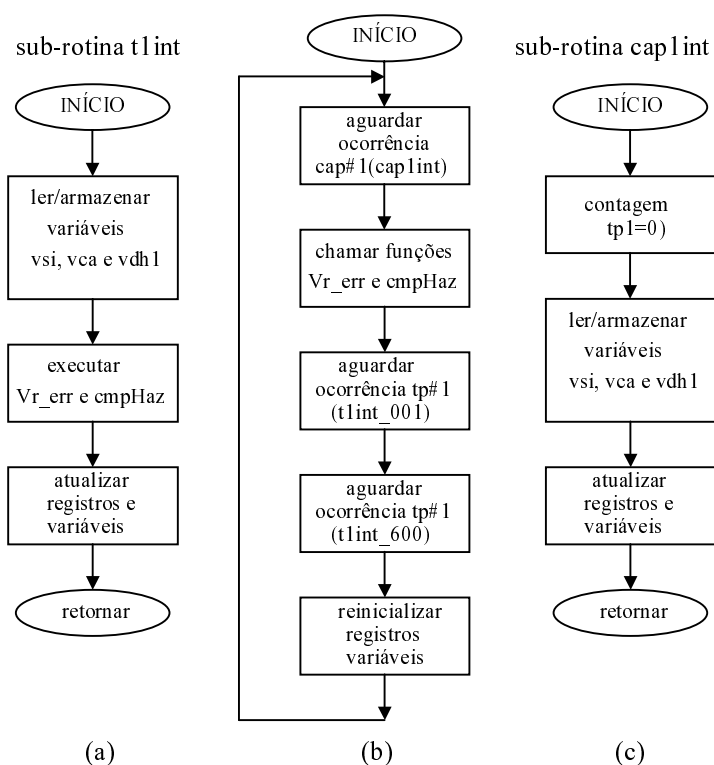 sub-rotina t1int
INÍCIO
ler/armazenar
variáveis
vsi, vca e vdh1
executar
Vr_err e cmpHaz
atualizar
registros e
variáveis
retornar
(a)
INÍCIO
aguardar
ocorrência
cap#1(cap1int)
chamar funções
Vr_err e cmpHaz
aguardar
ocorrência tp#1
(t1int_001)
aguardar
ocorrência tp#1
(t1int_600)
reinicializar
registros
variáveis
(b)
sub-rotina cap1int
INÍCIO
contagem
tp1=0)
ler/armazenar
variáveis
vsi, vca e vdh1
atualizar
registros e
variáveis
retornar
(c)